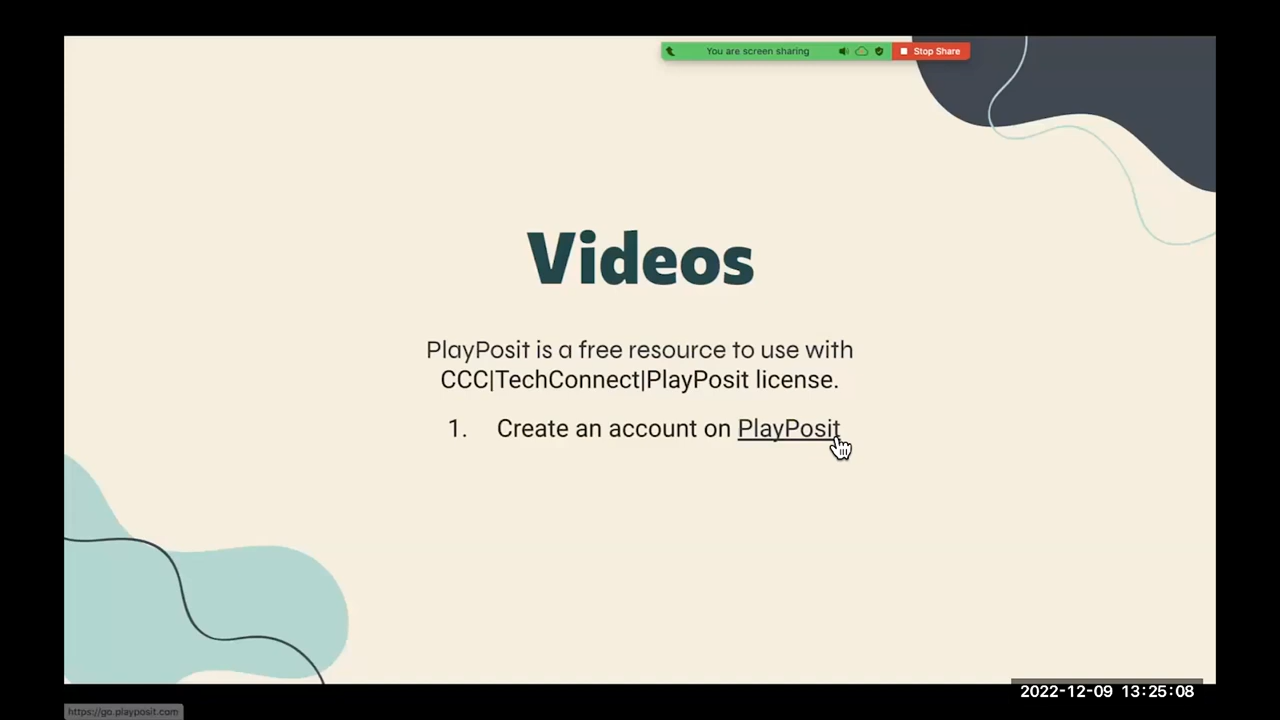 You are screen sharing
Stop Share
Videos
PlayPosit is a free resource to use with
CCC|TechConnect|PlayPosit license.
1. Create an account on PlayPosit
2022-12-09 13:25:08
https://go.playposit.com